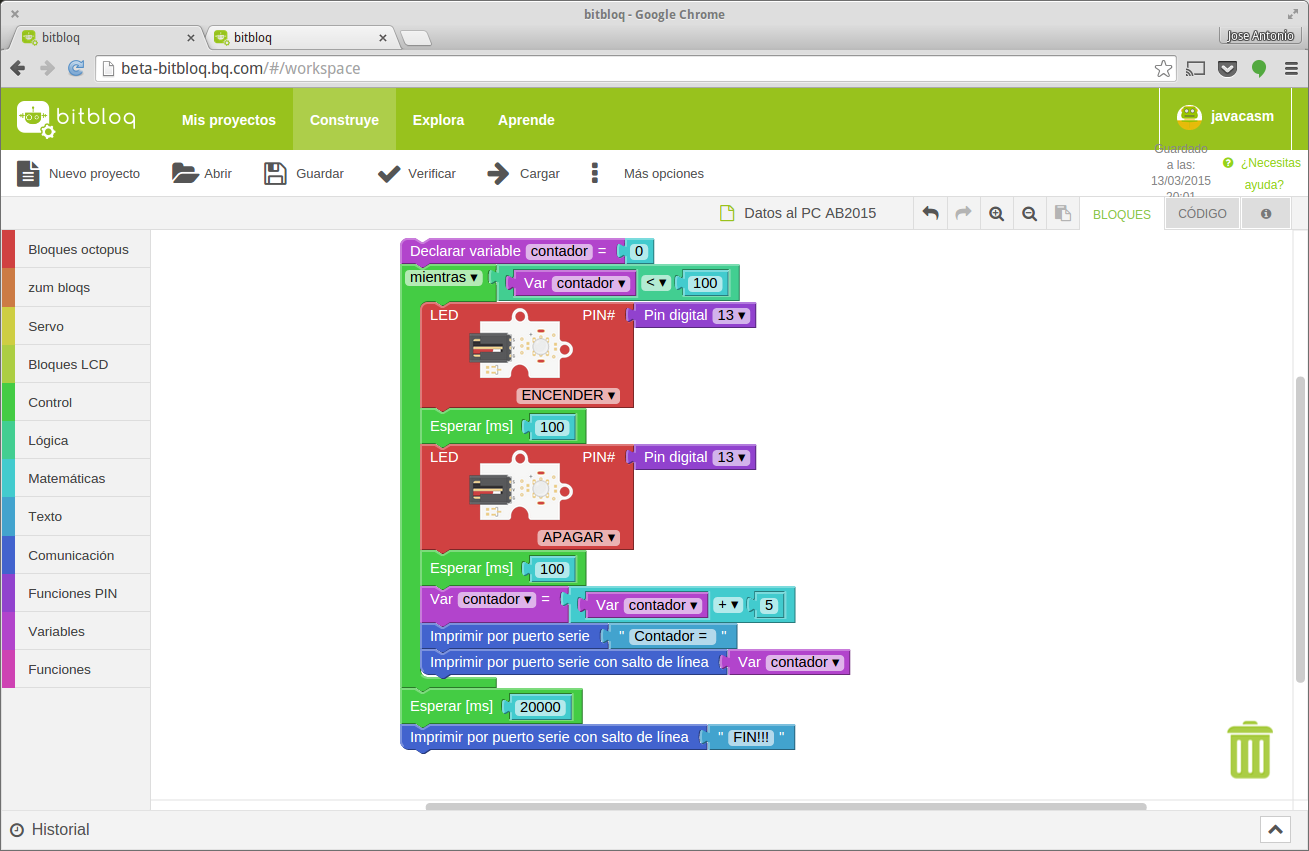 bitbloq - Google Chrome
bitbloq
bitbloq
Jose Antonio
beta-bitbloq.bq.com/#/workspace
bitbloq
Mis proyectos
Construye
Explora
Aprende
javacasm
Nuevo proyecto
Abrir
Guardar
Verificar
Cargar
Más opciones
Guardado
a las:
13/03/2015
20:01
¿Necesitas
ayuda?
Datos al PC AB2015
BLOQUES
CÓDIGO
Bloques octopus
zum bloqs
Servo
Bloques LCD
Control
Lógica
Matemáticas
Texto
Comunicación
Funciones PIN
Variables
Funciones
Declarar variable contador = 0
mientras ▾ Var contador ▾ < ▾ 100
LED PIN# Pin digital 13 ▾
ENCENDER ▾
Esperar [ms] 100
LED PIN# Pin digital 13 ▾
APAGAR ▾
Esperar [ms] 100
Var contador ▾ = Var contador ▾ + ▾ 5
Imprimir por puerto serie " Contador = "
Imprimir por puerto serie con salto de línea Var contador ▾
Esperar [ms] 20000
Imprimir por puerto serie con salto de línea " FIN!!! "
Historial